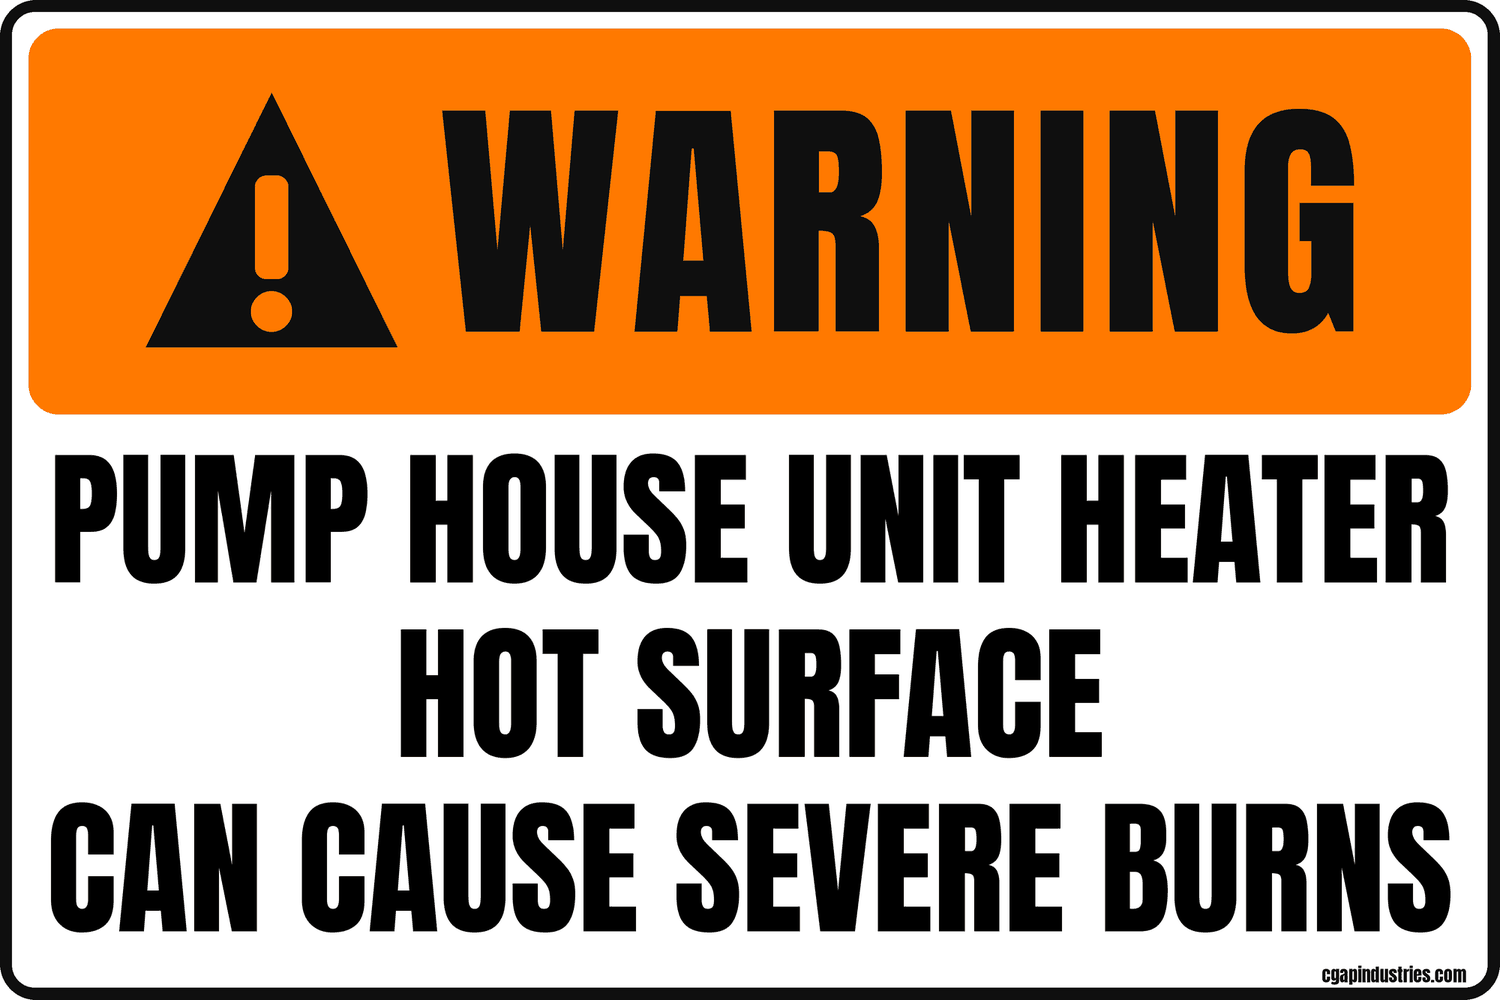 WARNING
PUMP HOUSE UNIT HEATER
HOT SURFACE
CAN CAUSE SEVERE BURNS
cgapindustries.com